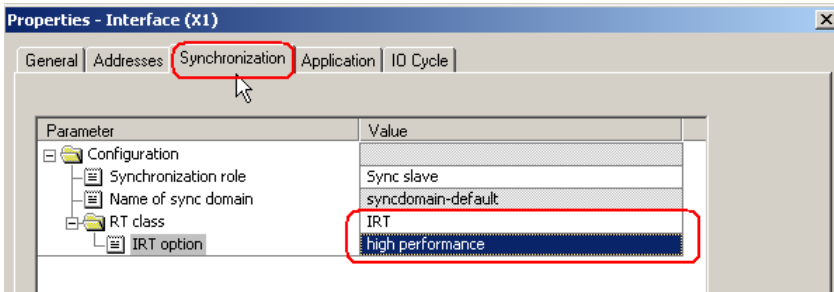 Properties - Interface (X1)
General Addresses Synchronization Application IO Cycle
Parameter Value
Configuration
Synchronization role Sync slave
Name of sync domain syncdomain-default
RT class IRT
IRT option high performance